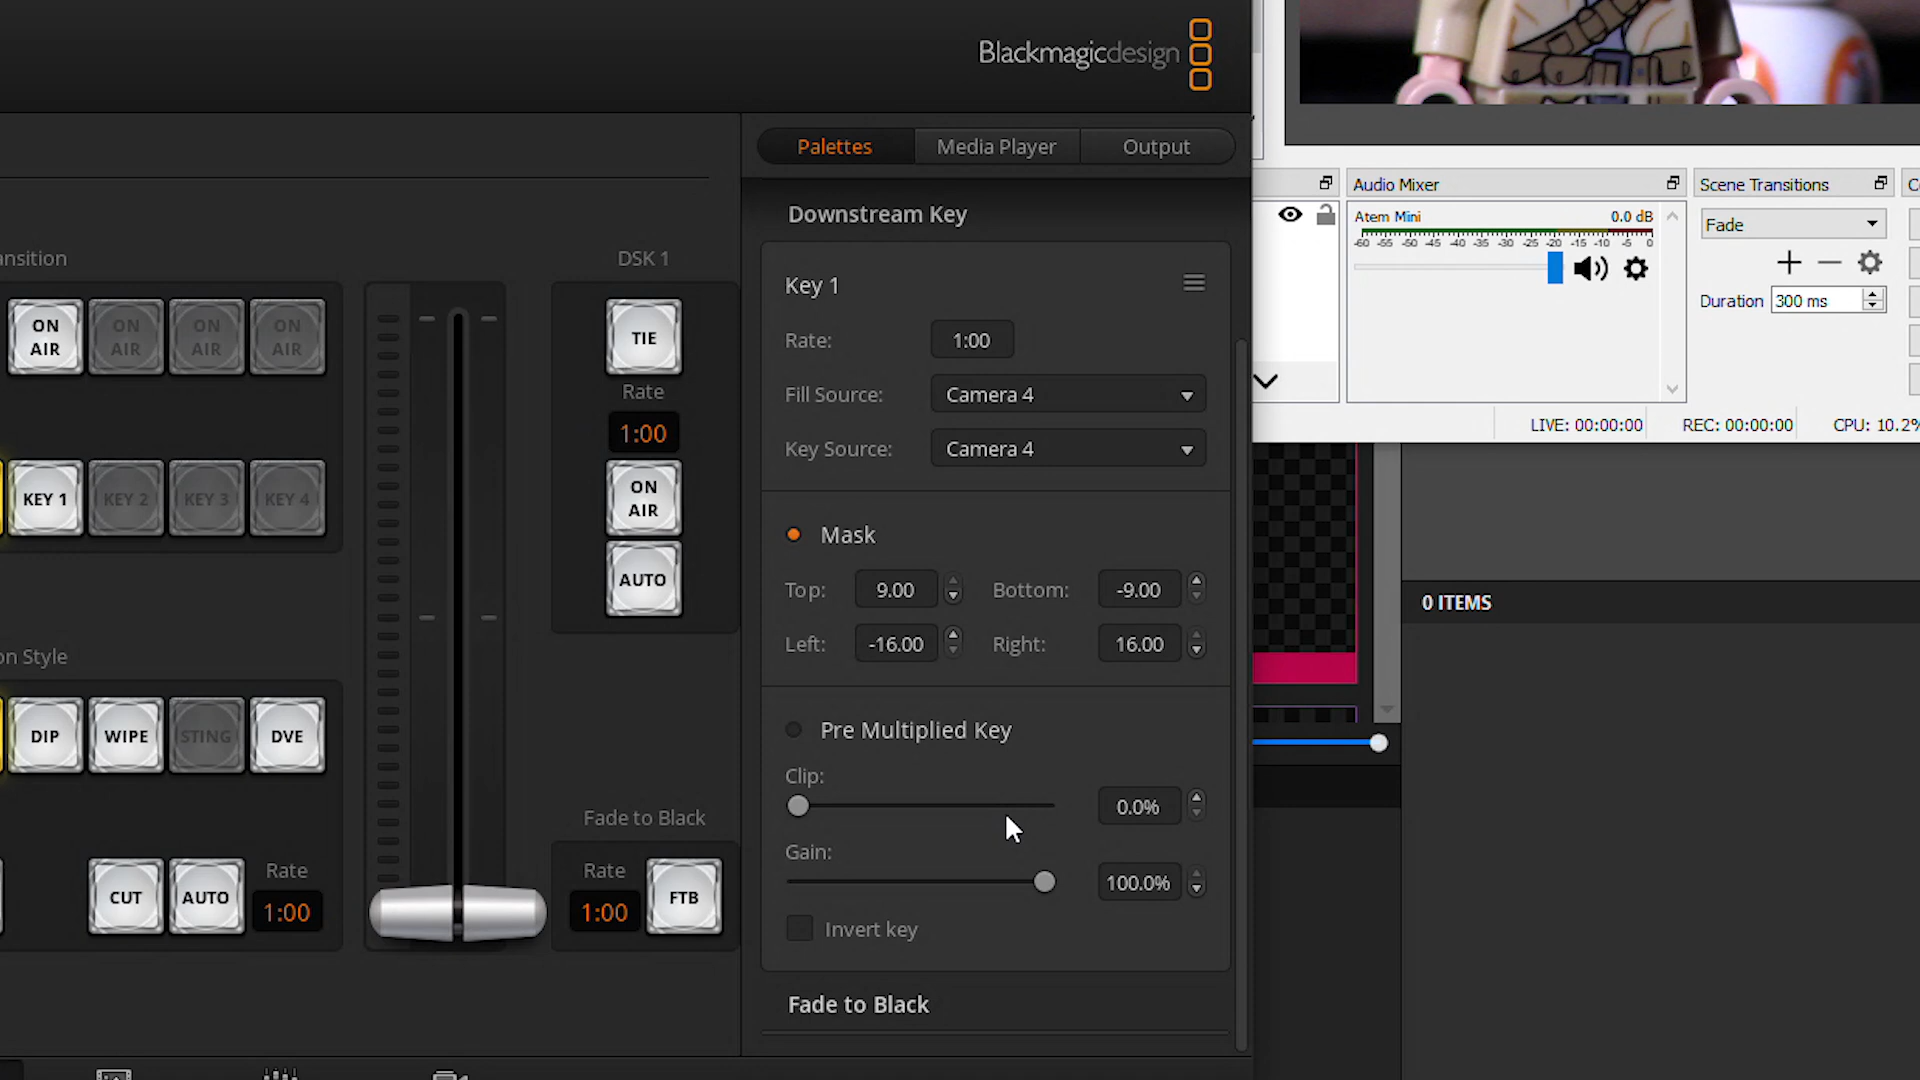 Blackmagicdesign
Palettes
Media Player
Output
Downstream Key
Key 1
Rate:
1:00
Fill Source:
Camera 4
Key Source:
Camera 4
Mask
Top:
9.00
Bottom:
-9.00
Left:
-16.00
Right:
16.00
Pre Multiplied Key
Clip:
0.0%
Gain:
100.0%
Invert key
Fade to Black
ansition
ON
AIR
ON
AIR
ON
AIR
ON
AIR
KEY 1
KEY 2
KEY 3
KEY 4
on Style
DIP
WIPE
STING
DVE
CUT
AUTO
Rate
1:00
DSK 1
TIE
Rate
1:00
ON
AIR
AUTO
Fade to Black
Rate
1:00
FTB
Audio Mixer
Atem Mini
0.0 dB
-60 -55 -50 -45 -40 -35 -30 -25 -20 -15 -10 -5 0
Scene Transitions
Fade
Duration
300 ms
LIVE: 00:00:00
REC: 00:00:00
CPU: 10.2%
0 ITEMS